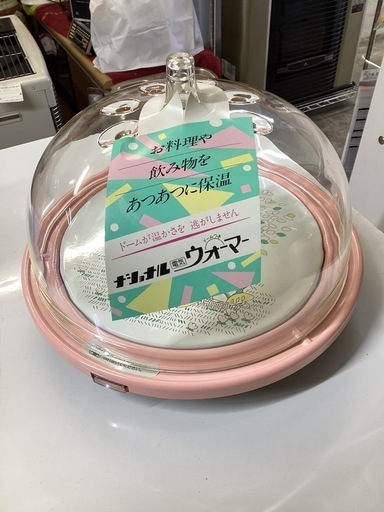 お料理や
飲み物を
あつあつに保温
ドームが温かさを逃がしません
ナショナル電気ウォーマー